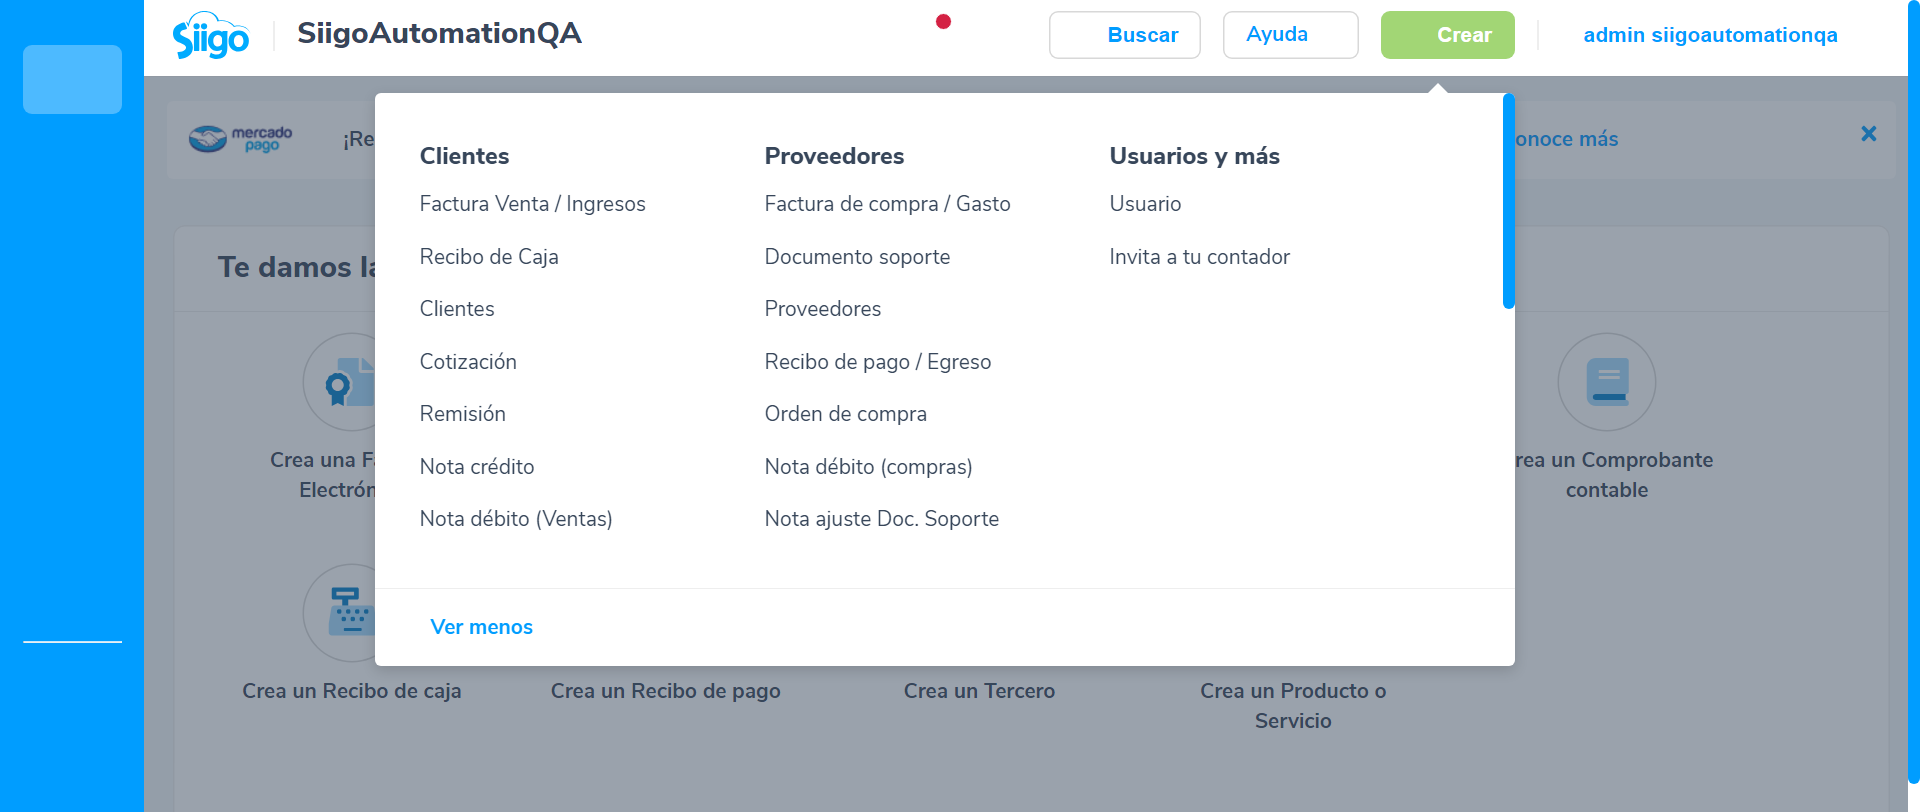 Siigo
SiigoAutomationQA
Buscar
Ayuda
Crear
admin siigoautomationqa
mercado
pago
¡Re
onoce más
Te damos la
Clientes
Factura Venta / Ingresos
Recibo de Caja
Clientes
Cotización
Remisión
Nota crédito
Nota débito (Ventas)
Proveedores
Factura de compra / Gasto
Documento soporte
Proveedores
Recibo de pago / Egreso
Orden de compra
Nota débito (compras)
Nota ajuste Doc. Soporte
Usuarios y más
Usuario
Invita a tu contador
Ver menos
Crea una Fa
Electrón
rea un Comprobante
contable
Crea un Recibo de caja
Crea un Recibo de pago
Crea un Tercero
Crea un Producto o
Servicio